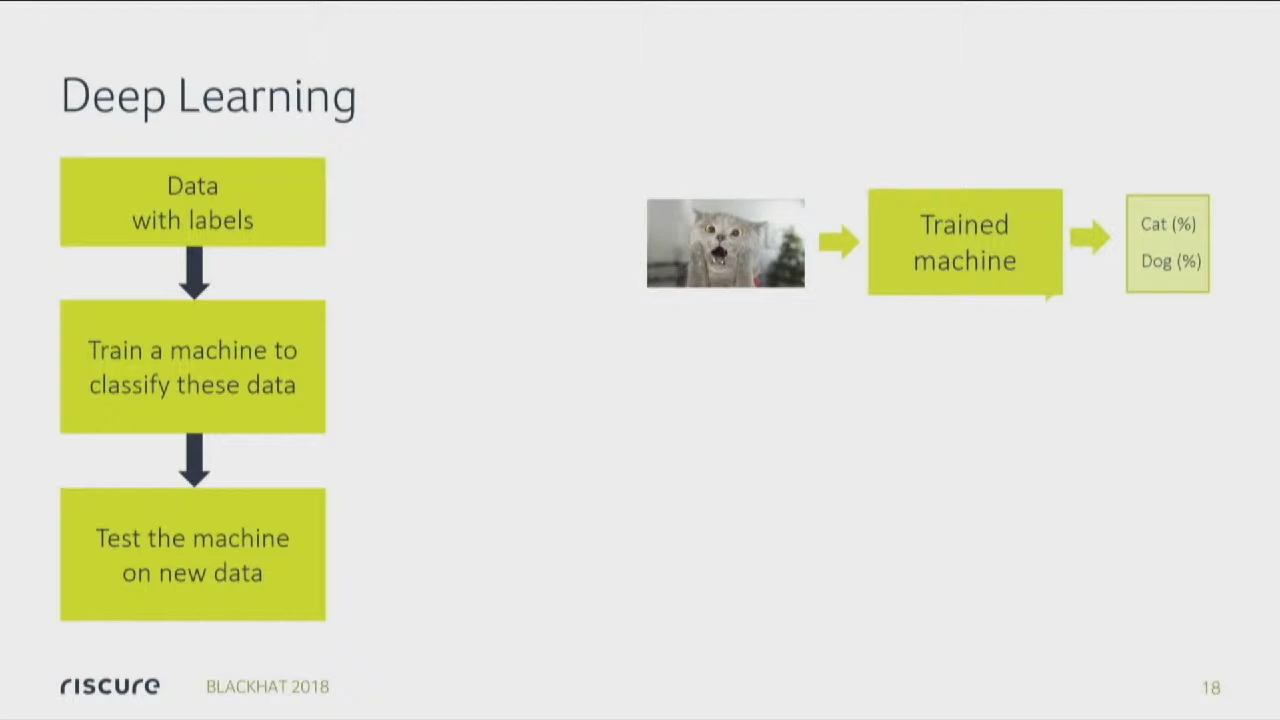 Deep Learning
Data
with labels
Train a machine to
classify these data
Test the machine
on new data
Trained
machine
Cat (%)
Dog (%)
riscure
BLACKHAT 2018
18